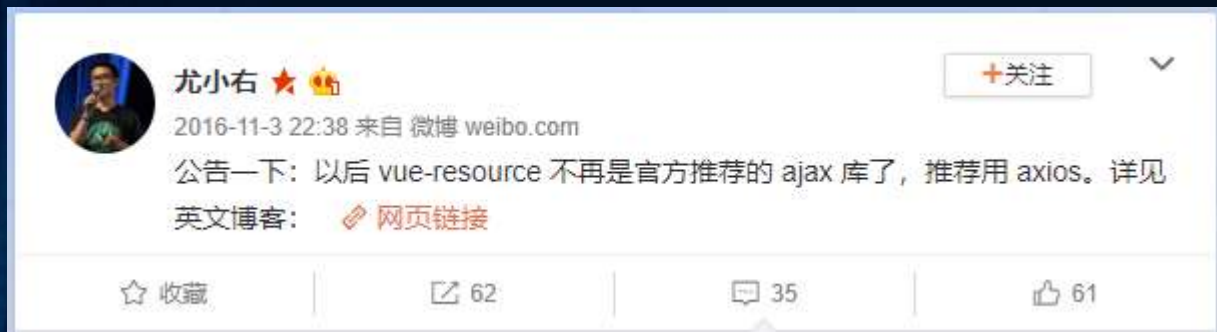 尤小右
+关注
2016-11-3 22:38 来自 微博 weibo.com
公告一下：以后 vue-resource 不再是官方推荐的 ajax 库了，推荐用 axios。详见
英文博客： 网页链接
收藏 62 35 61